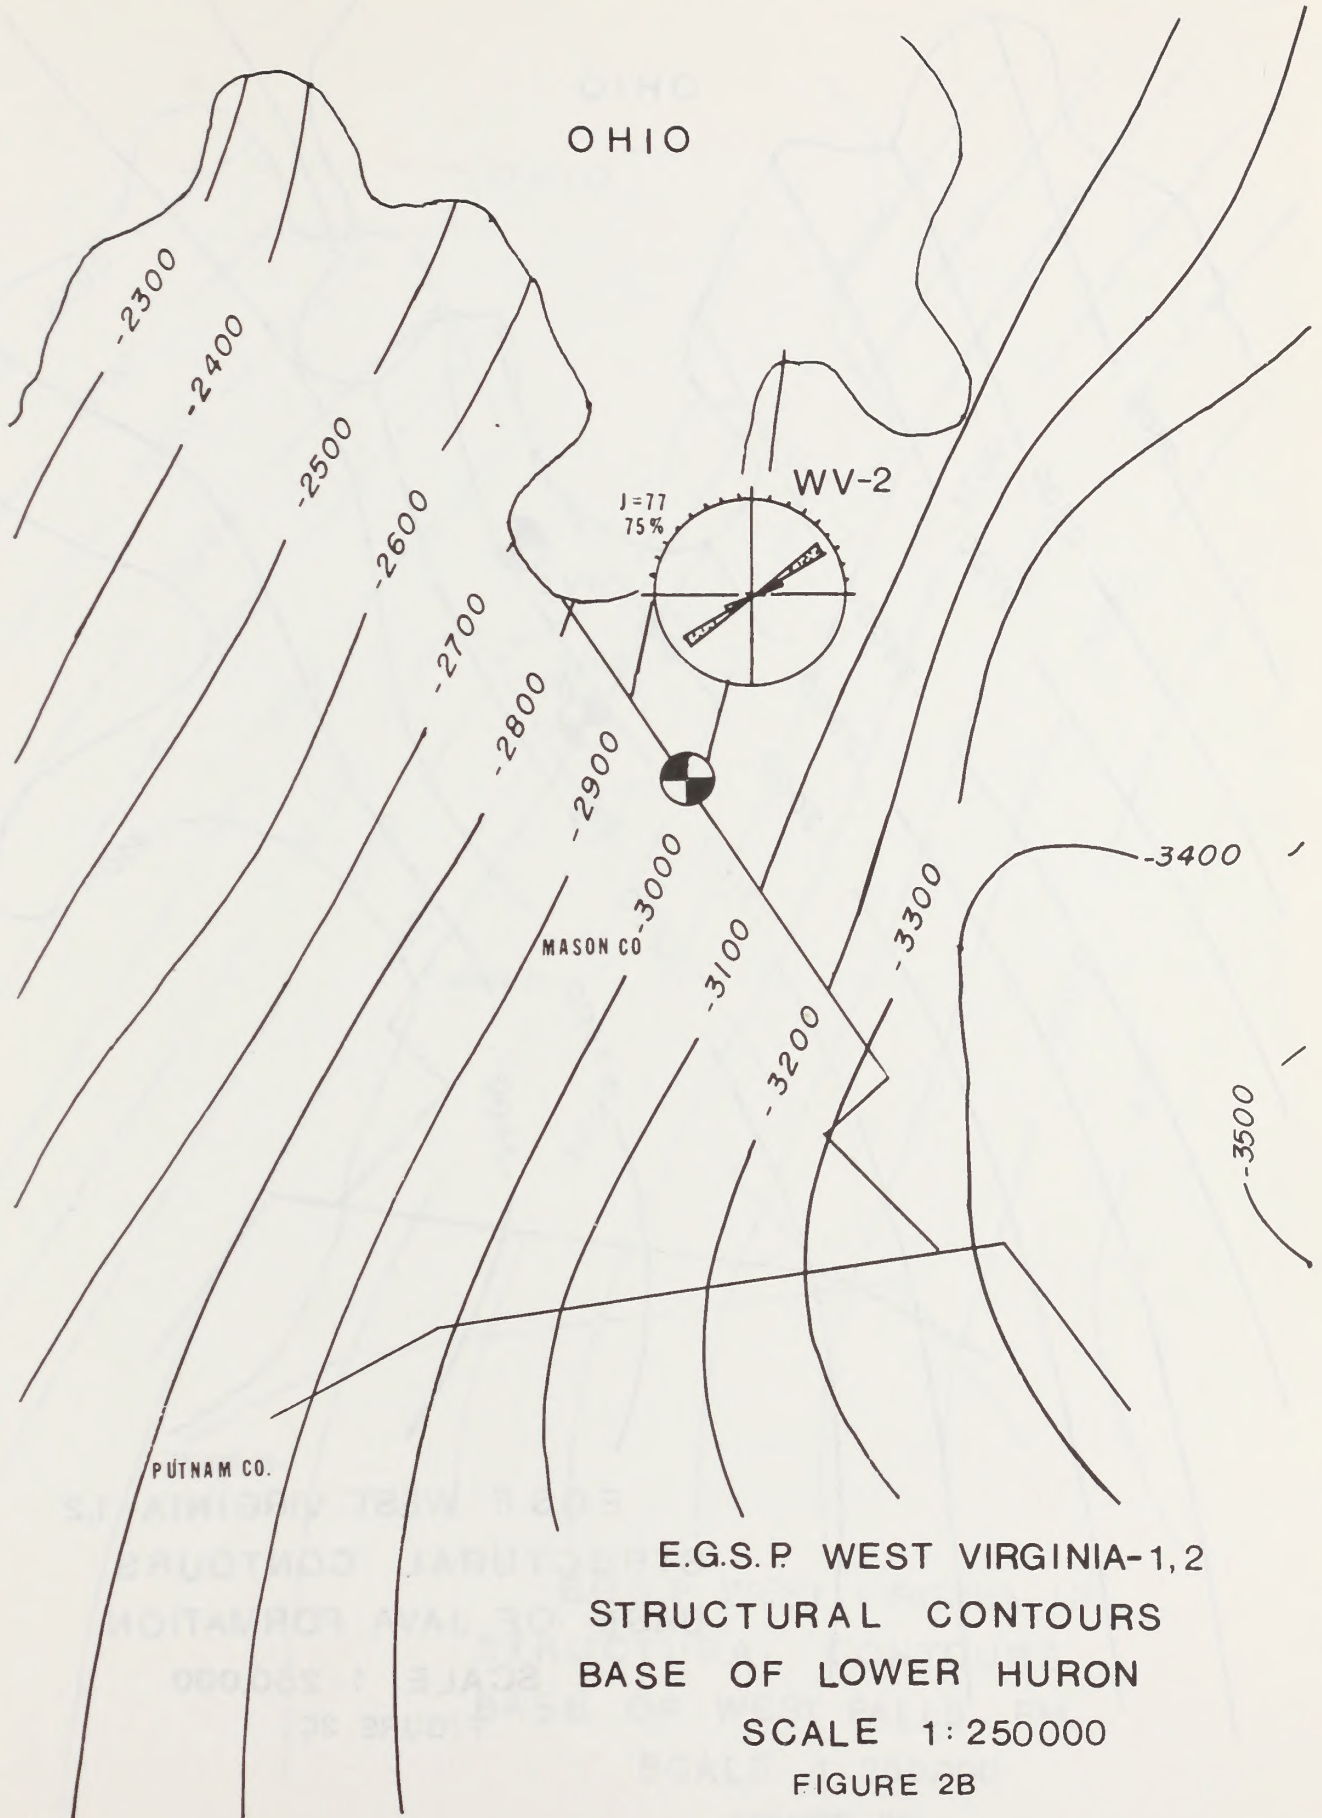 OHIO
-2300
-2400
-2500
-2600
-2700
-2800
-2900
-3000
-3100
-3200
-3300
-3400
-3500
WV-2
J=77
75%
MASON CO
PUTNAM CO.
E.G.S.P. WEST VIRGINIA-1,2
STRUCTURAL CONTOURS
BASE OF LOWER HURON
SCALE 1:250000
FIGURE 2B